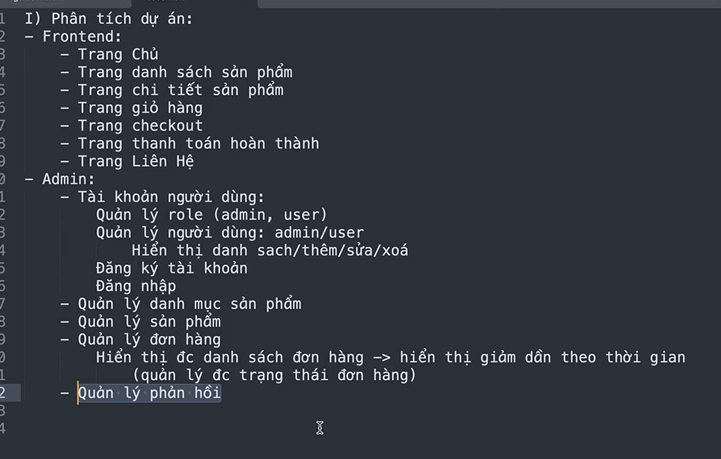 1 I) Phân tích dự án:
2 - Frontend:
3 - Trang Chủ
4 - Trang danh sách sản phẩm
5 - Trang chi tiết sản phẩm
6 - Trang giỏ hàng
7 - Trang checkout
8 - Trang thanh toán hoàn thành
9 - Trang Liên Hệ
0 - Admin:
1 - Tài khoản người dùng:
2 Quản lý role (admin, user)
3 Quản lý người dùng: admin/user
4 Hiển thị danh sach/thêm/sửa/xoá
5 Đăng ký tài khoản
6 Đăng nhập
7 - Quản lý danh mục sản phẩm
8 - Quản lý sản phẩm
9 - Quản lý đơn hàng
0 Hiển thị đc danh sách đơn hàng -> hiển thị giảm dần theo thời gian
1 (quản lý đc trạng thái đơn hàng)
2 - Quản lý phản hồi
3
4